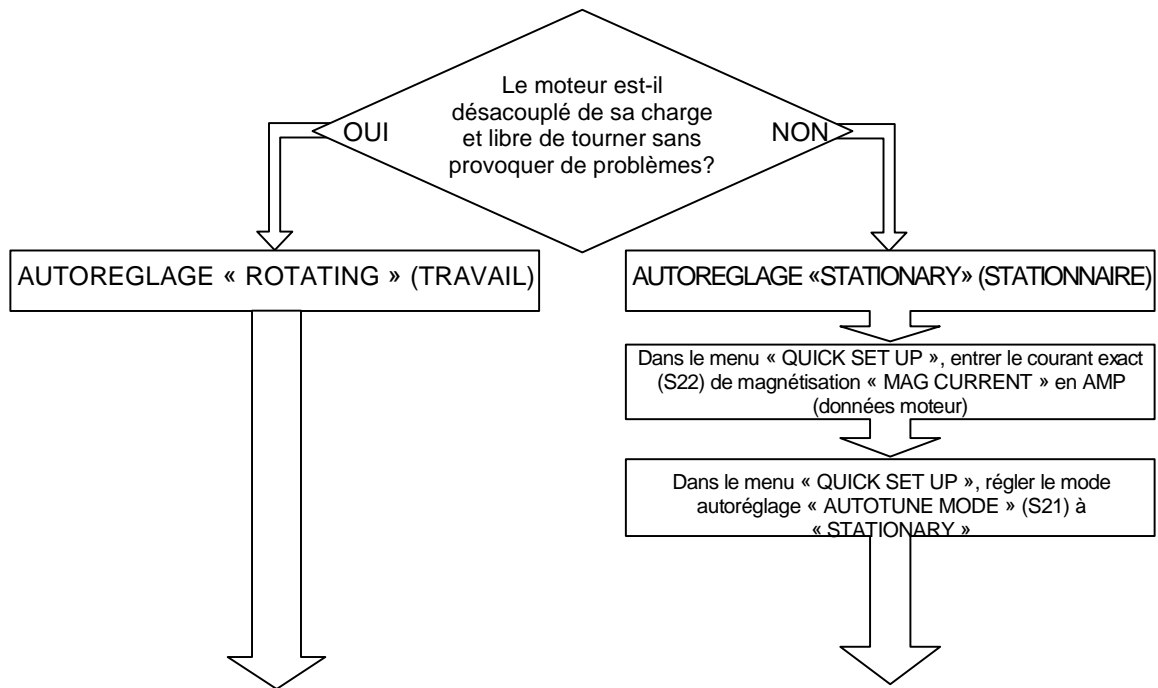 Le moteur est-il
désacouplé de sa charge
et libre de tourner sans
provoquer de problèmes?
OUI
NON
AUTOREGLAGE « ROTATING » (TRAVAIL)
AUTOREGLAGE «STATIONARY» (STATIONNAIRE)
Dans le menu « QUICK SET UP », entrer le courant exact
(S22) de magnétisation « MAG CURRENT » en AMP
(données moteur)
Dans le menu « QUICK SET UP », régler le mode
autoréglage « AUTOTUNE MODE » (S21) à
« STATIONARY »